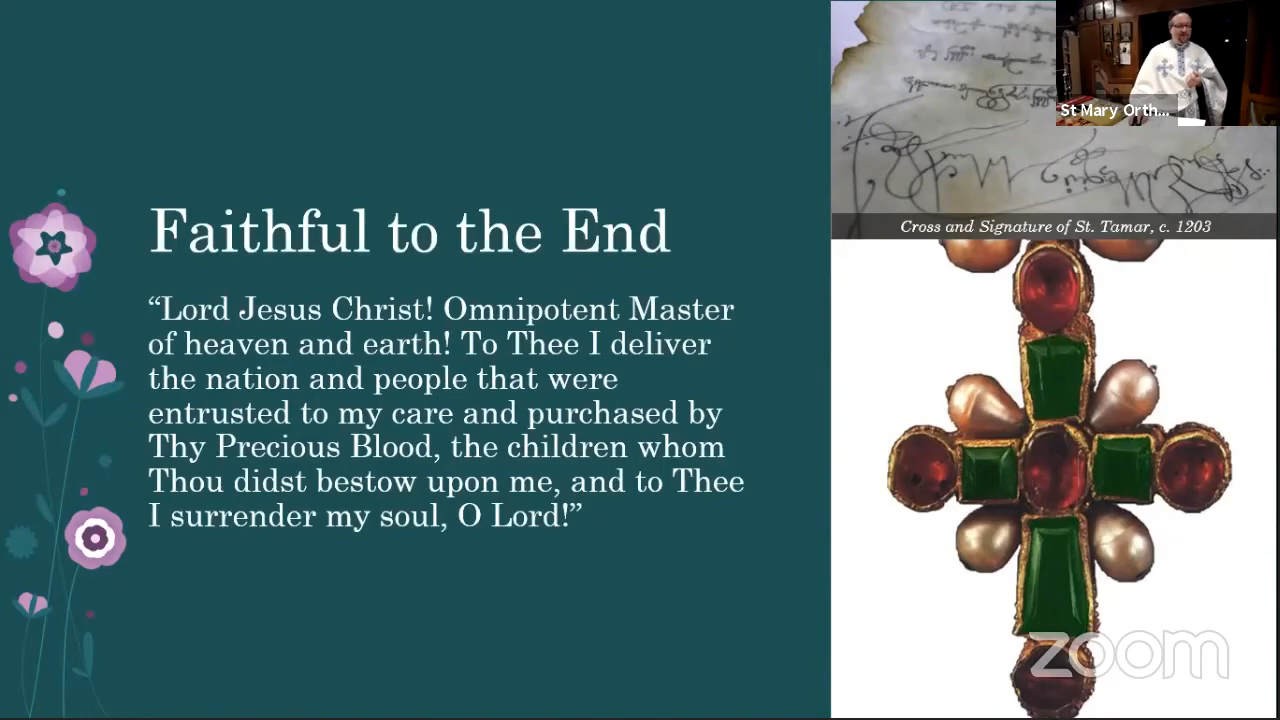 Faithful to the End
“Lord Jesus Christ! Omnipotent Master
of heaven and earth! To Thee I deliver
the nation and people that were
entrusted to my care and purchased by
Thy Precious Blood, the children whom
Thou didst bestow upon me, and to Thee
I surrender my soul, O Lord!”
St Mary Orth...
Cross and Signature of St. Tamar, c. 1203
zoom